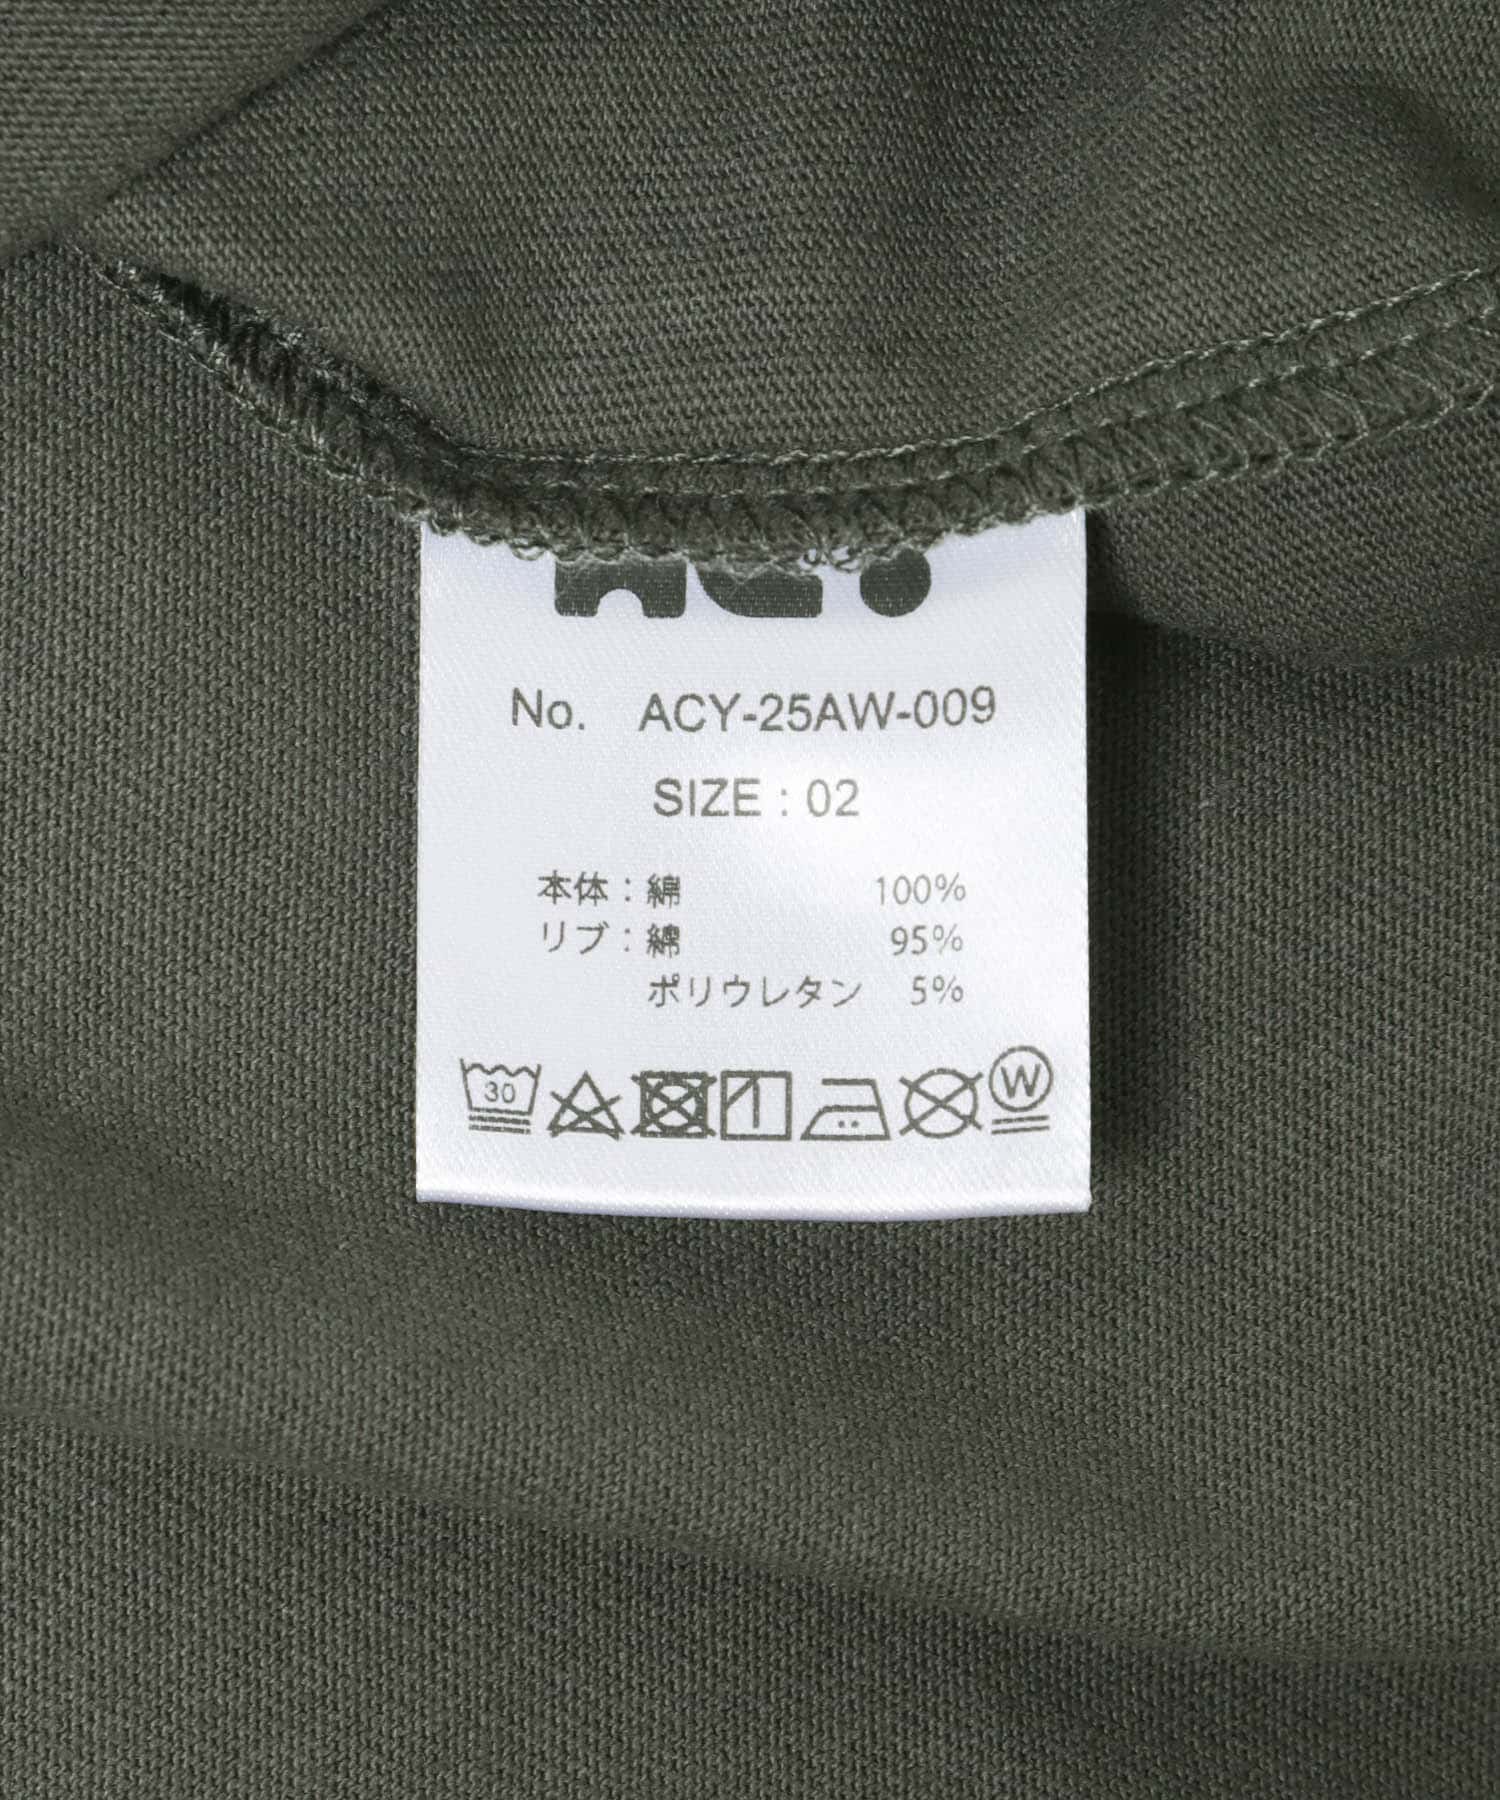 No. ACY-25AW-009
SIZE : 02
本体 : 綿 100%
リブ : 綿 95%
ポリウレタン 5%
30
W